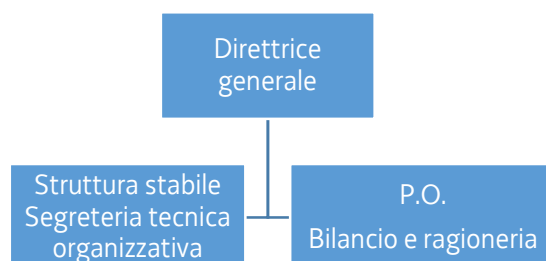 Direttrice
generale
Struttura stabile
Segreteria tecnica
organizzativa
P.O.
Bilancio e ragioneria